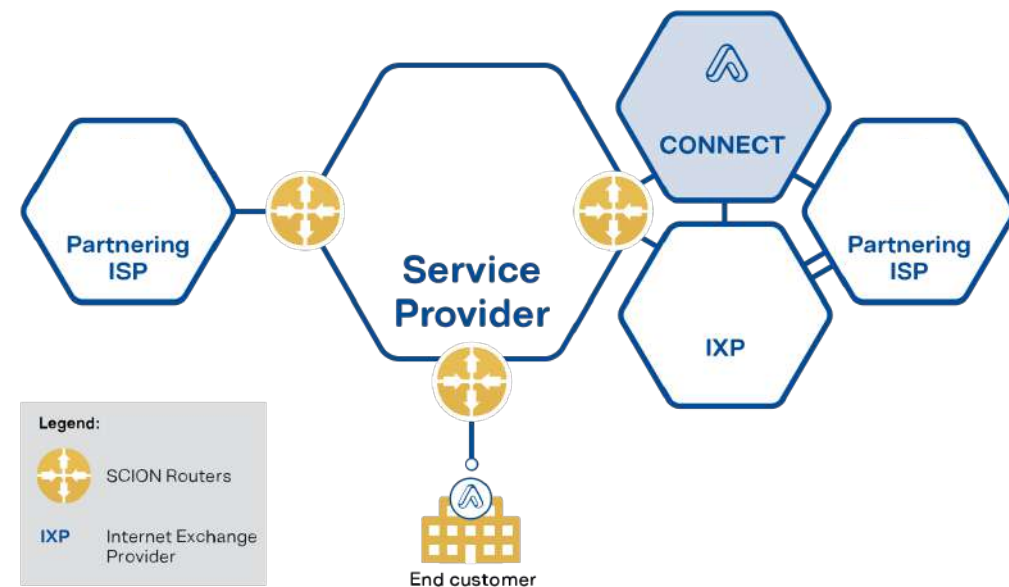 CONNECT
Partnering
ISP
Service
Provider
Partnering
ISP
IXP
Legend:
SCION Routers
IXP
Internet Exchange
Provider
End customer